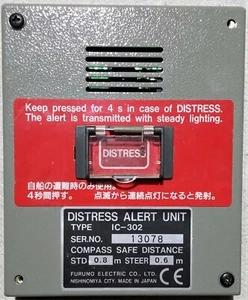 Keep pressed for 4 s in case of DISTRESS.
The alert is transmitted with steady lighting.
DISTRESS
自船の遭難時のみ使用。
4秒間押す。 点滅から連続点灯になると発射。
DISTRESS ALERT UNIT
TYPE IC-302
SER.NO. 13078
COMPASS SAFE DISTANCE
STD 0.8 m STEER 0.6 m
FURUNO ELECTRIC CO., LTD.
NISHINOMIYA CITY. MADE IN JAPAN